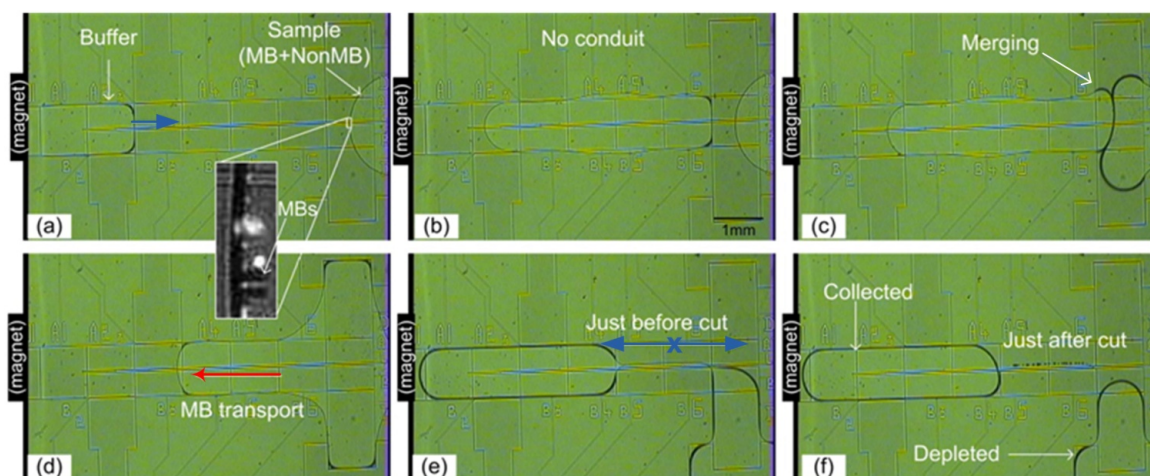 Buffer
Sample
(MB+NonMB)
(magnet)
MBs
(a)
No conduit
(magnet)
1mm
(b)
Merging
(magnet)
(c)
(magnet)
MB transport
(d)
Just before cut
x
(magnet)
(e)
Collected
Just after cut
(magnet)
Depleted
(f)